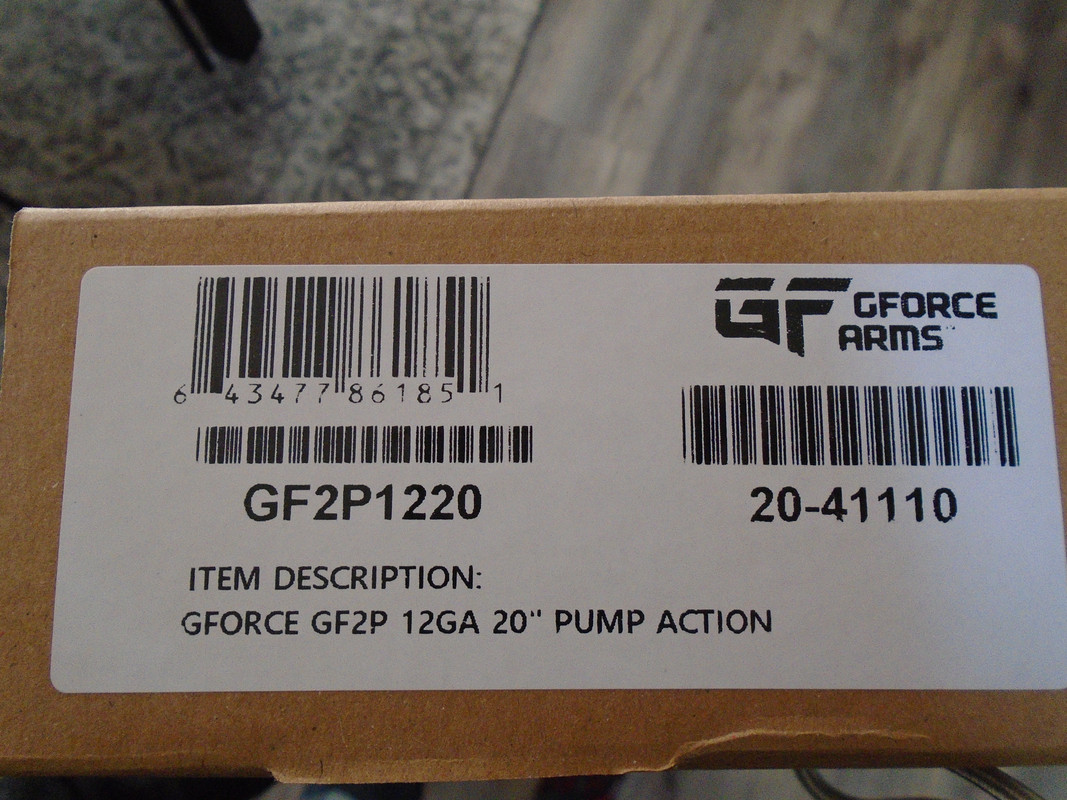 GF GFORCE
ARMS
6 43477 86185 1
GF2P1220
20-41110
ITEM DESCRIPTION:
GFORCE GF2P 12GA 20" PUMP ACTION